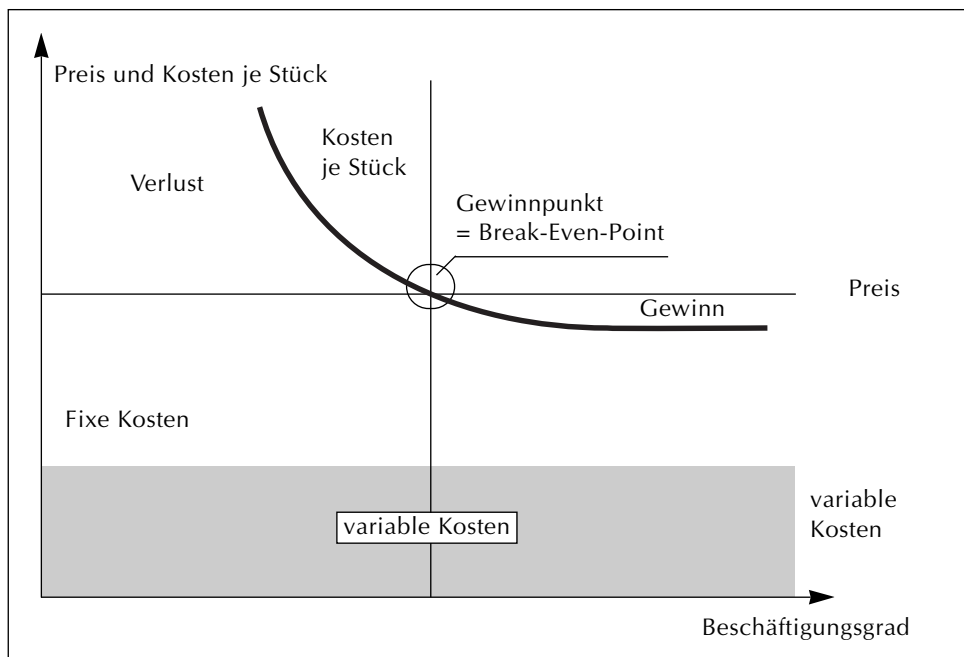 Preis und Kosten je Stück
Kosten
je Stück
Verlust
Gewinnpunkt
= Break-Even-Point
Preis
Gewinn
Fixe Kosten
variable
Kosten
variable Kosten
Beschäftigungsgrad